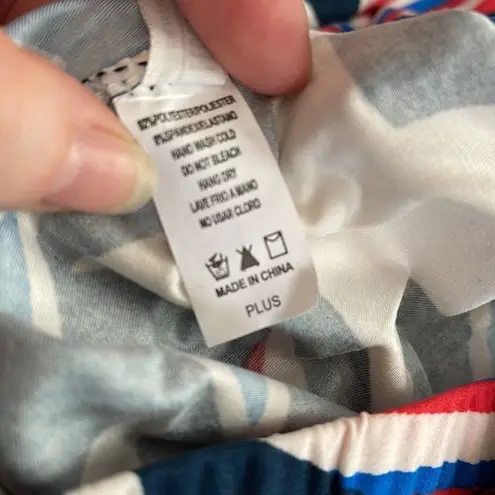 92%POLYESTER/POLIESTER
8%SPANDEX/ELASTANO
HAND WASH COLD
DO NOT BLEACH
HANG DRY
LAVE FRIO A MANO
NO USAR CLORO
MADE IN CHINA
PLUS